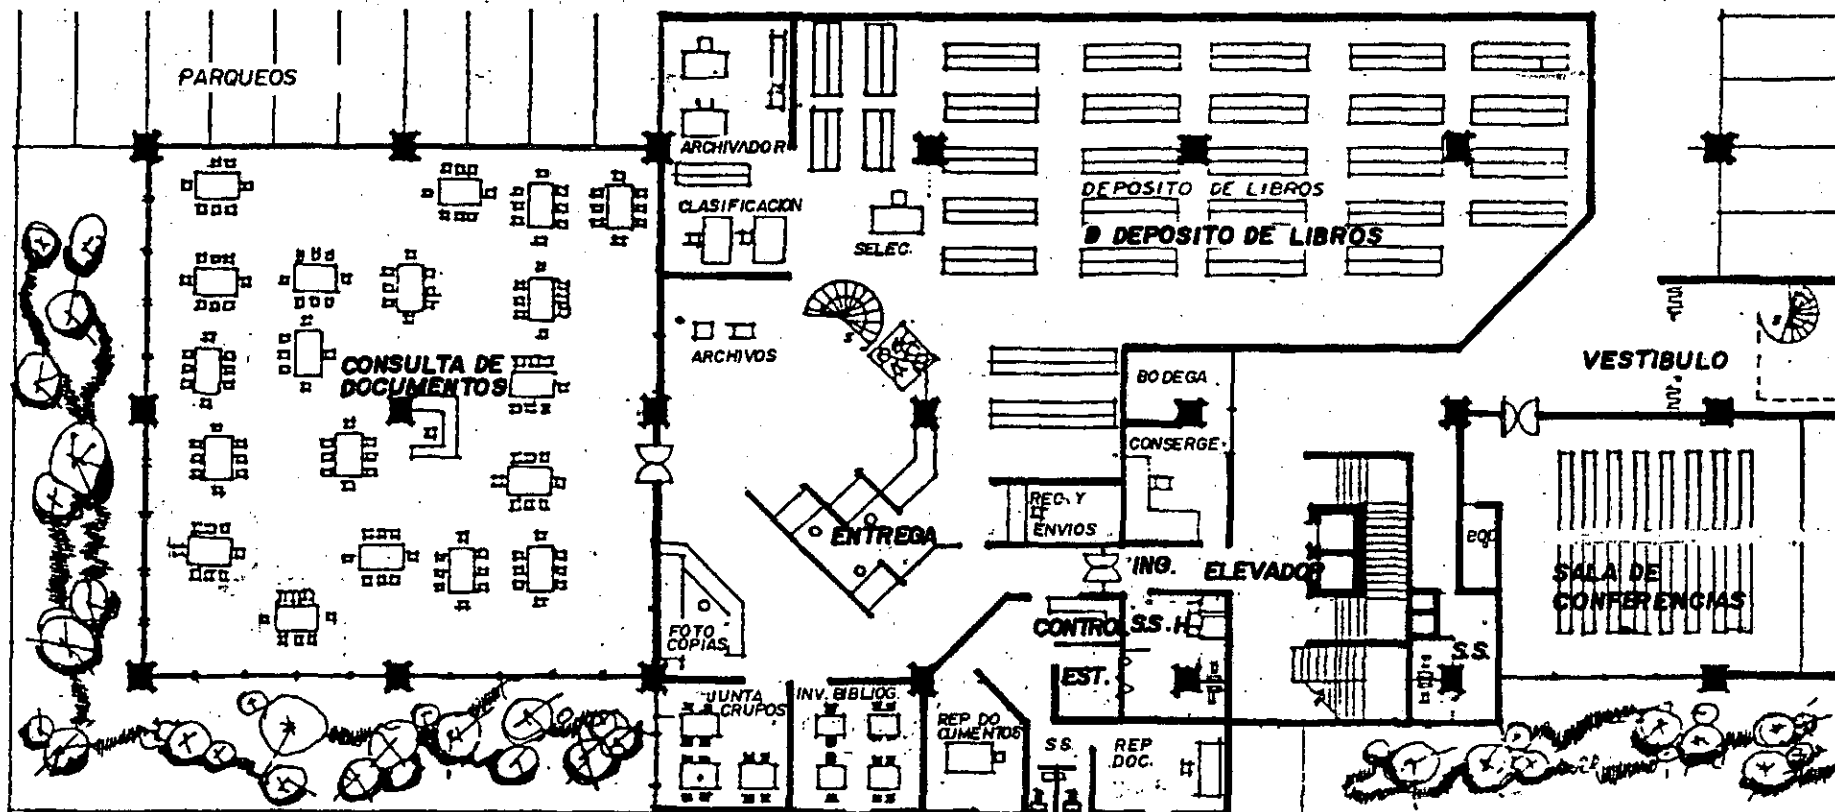 PARQUEOS
ARCHIVADOR
CLASIFICACION
SELEC.
DEPOSITO DE LIBROS
DEPOSITO DE LIBROS
ARCHIVOS
CONSULTA DE
DOCUMENTOS
BODEGA
VESTIBULO
CONSERGE.
REC. Y
ENVIOS
ENTREGA
ING.
ELEVADOR
SALA DE
CONFERENCIAS
FOTO
COPIAS
CONTROL
S.S.H
S.S.
EST.
JUNTA
GRUPOS
INV. BIBLIOG.
REP DO
CUMENTOS
S S.
REP
DOC.